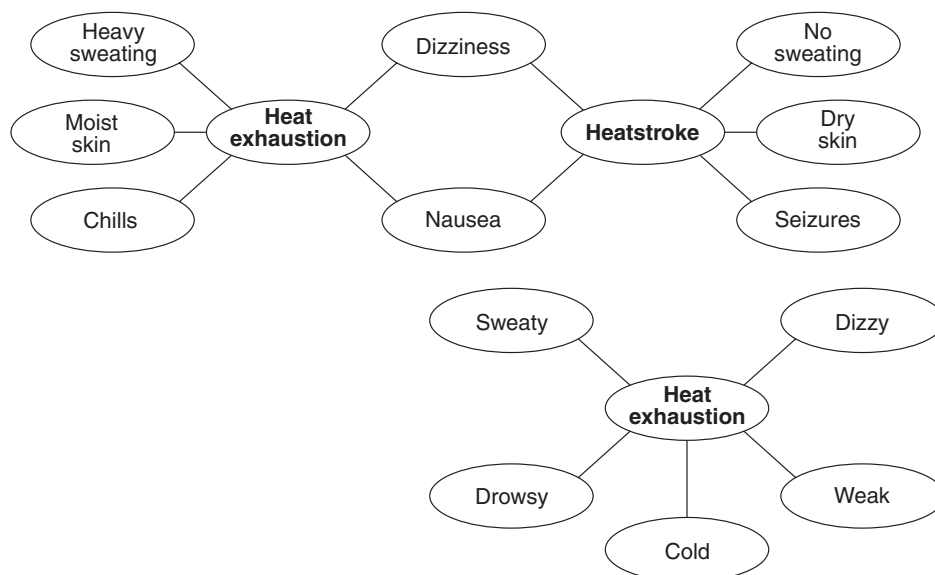 Heavy
sweating
Dizziness
No
sweating
Moist
skin
Heat
exhaustion
Heatstroke
Dry
skin
Chills
Nausea
Seizures
Sweaty
Dizzy
Heat
exhaustion
Drowsy
Weak
Cold